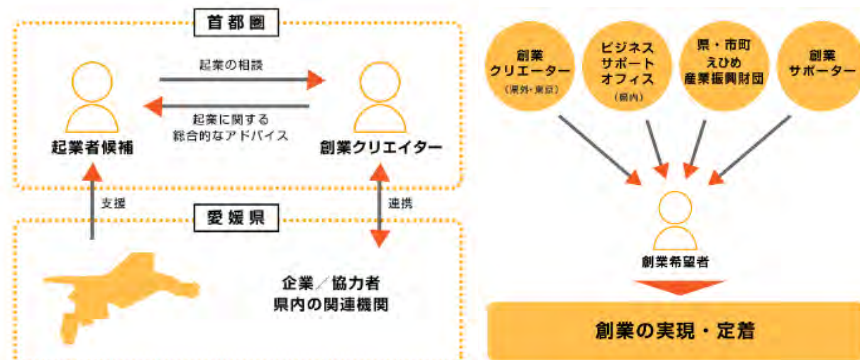 首都圏
起業の相談
起業に関する
総合的なアドバイス
起業者候補
創業クリエイター
支援
連携
愛媛県
企業／協力者
県内の関連機関
創業
クリエーター
(県外・東京)
ビジネス
サポート
オフィス
(県内)
県・市町
えひめ
産業振興財団
創業
サポーター
創業希望者
創業の実現・定着